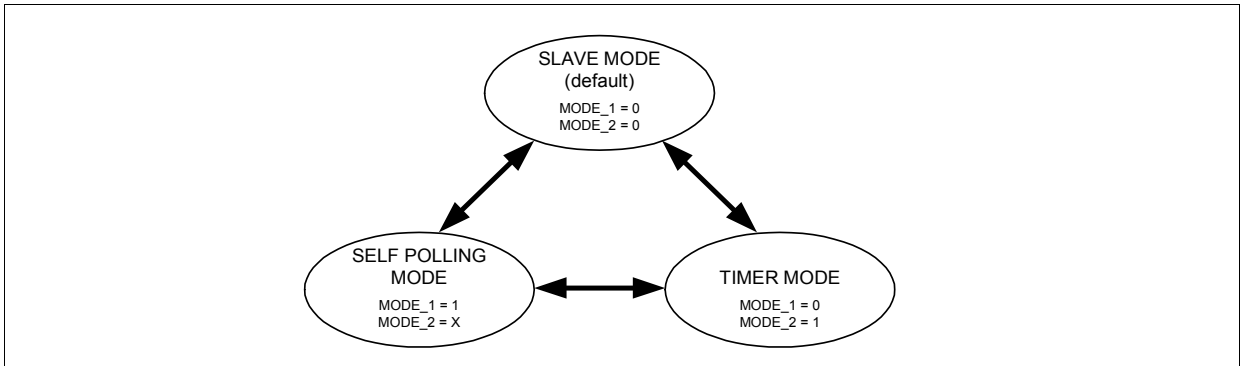 SLAVE MODE
(default)
MODE_1 = 0
MODE_2 = 0
SELF POLLING
MODE
MODE_1 = 1
MODE_2 = X
TIMER MODE
MODE_1 = 0
MODE_2 = 1